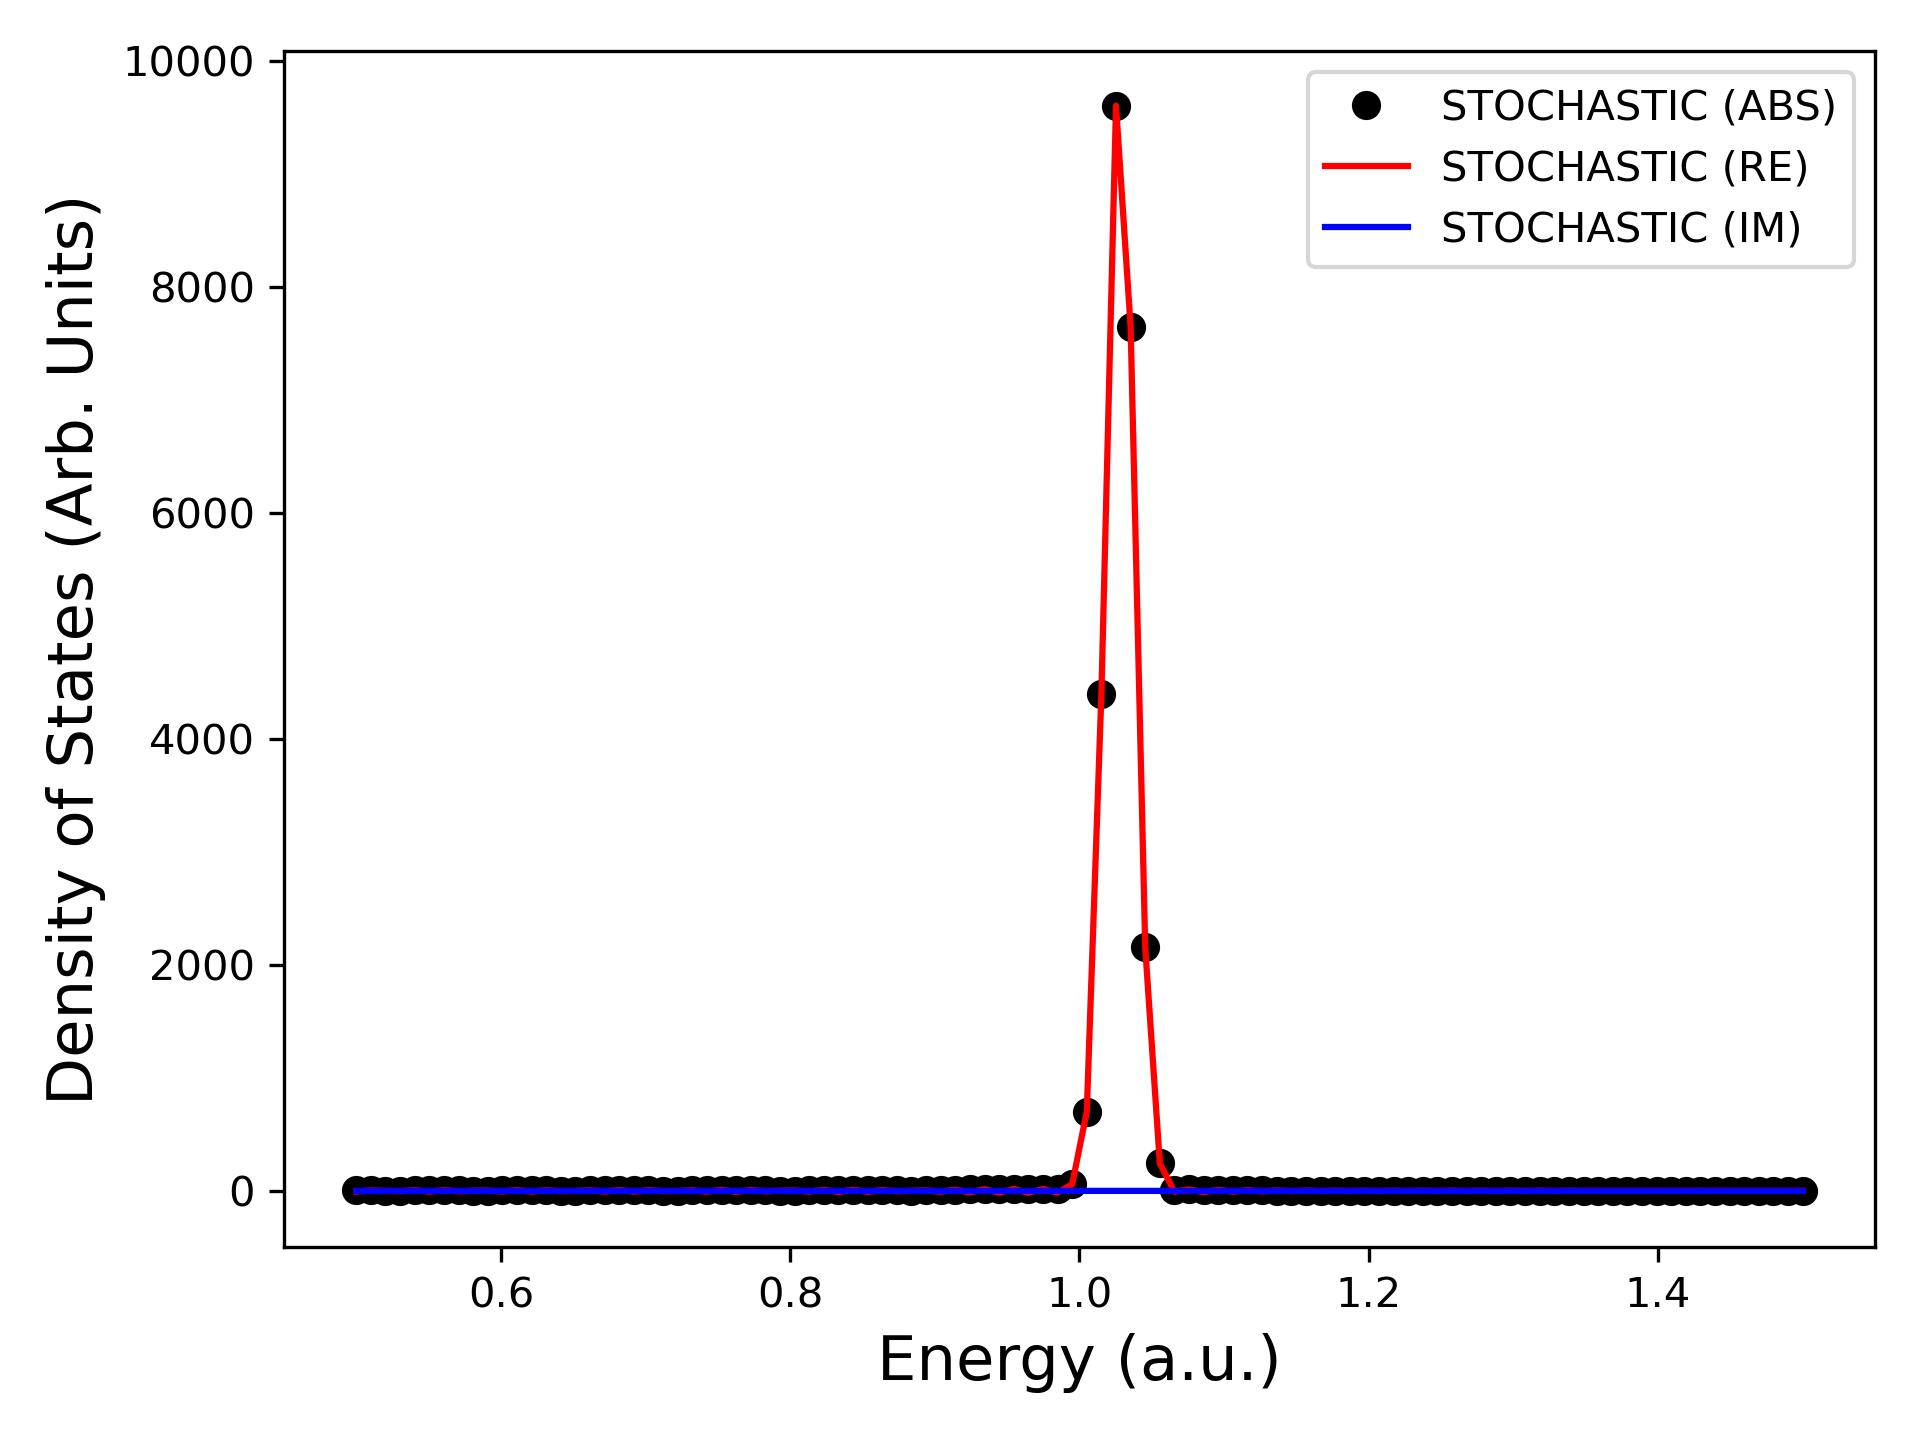 10000
8000
6000
4000
2000
0
Density of States (Arb. Units)
STOCHASTIC (ABS)
STOCHASTIC (RE)
STOCHASTIC (IM)
0.6 0.8 1.0 1.2 1.4
Energy (a.u.)